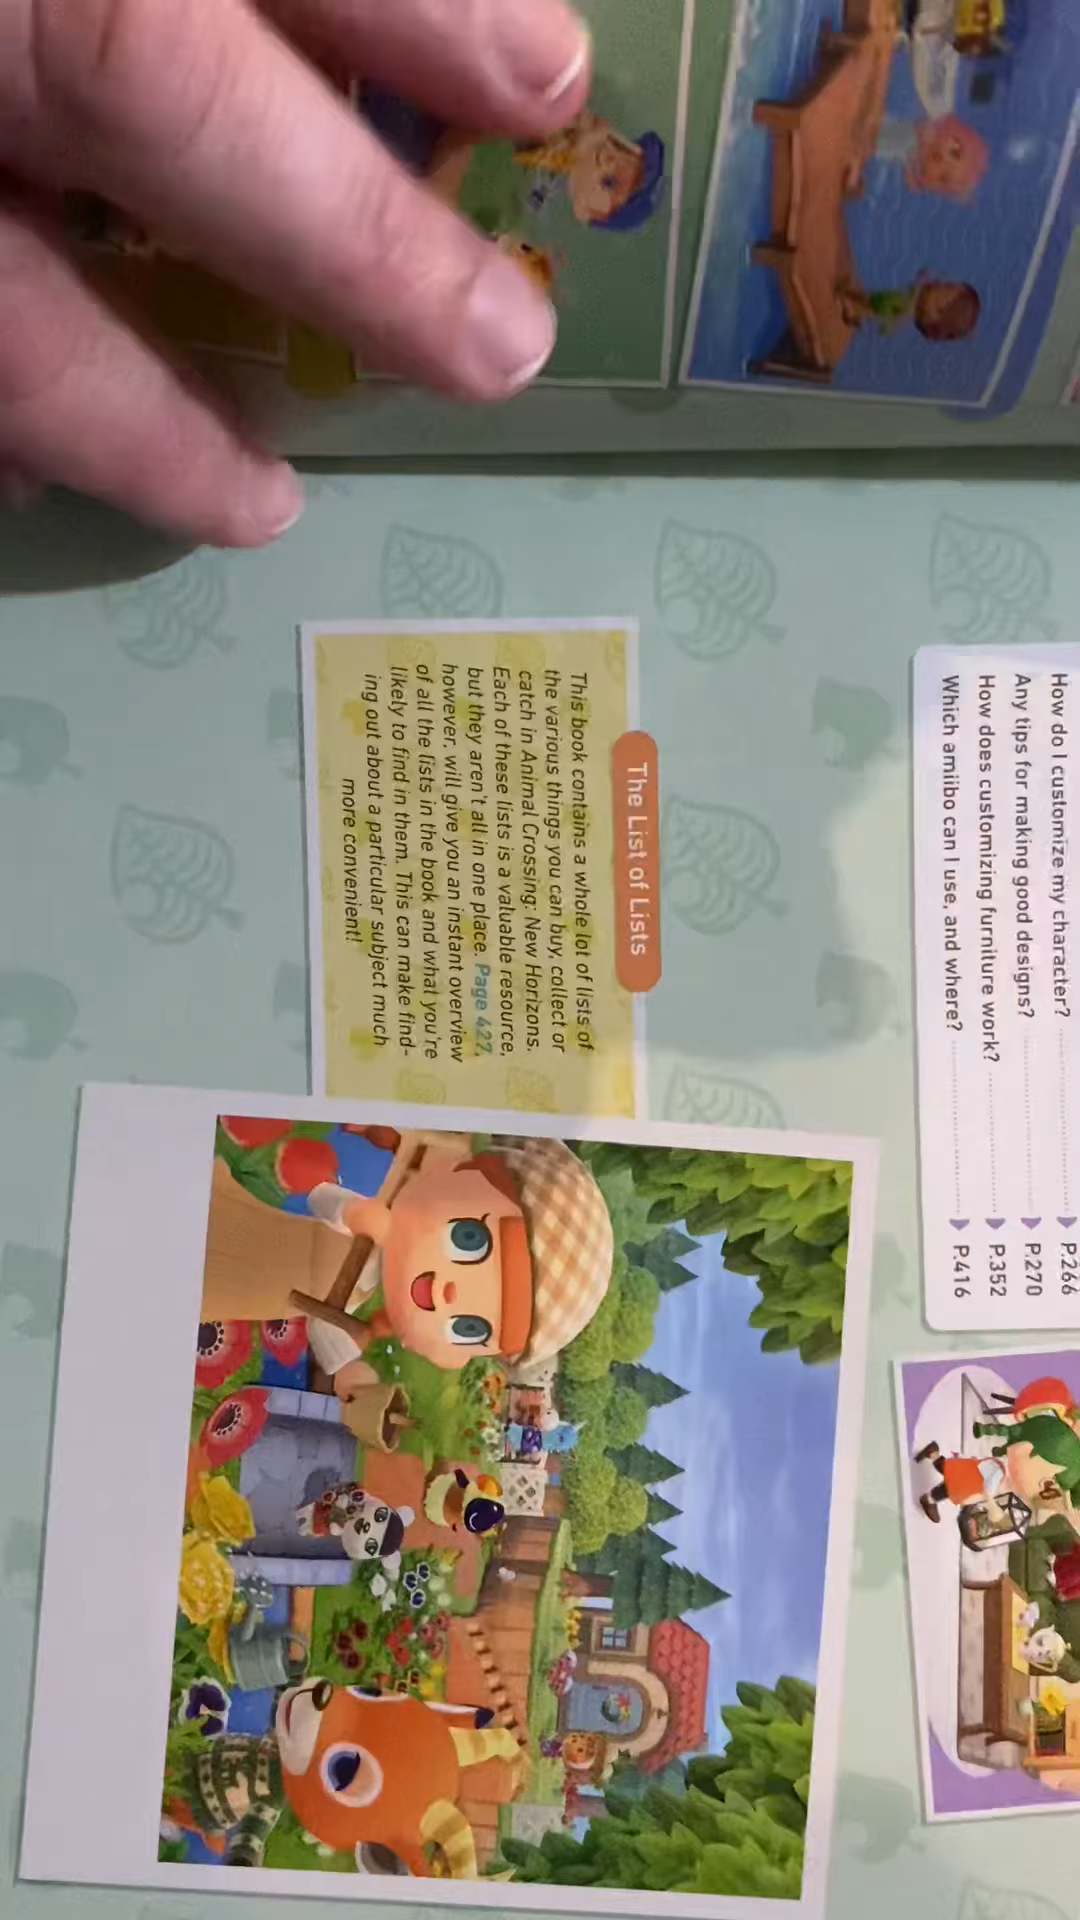 How do I customize my character? P.266
Any tips for making good designs? P.270
How does customizing furniture work? P.352
Which amiibo can I use, and where? P.416
The List of Lists
This book contains a whole lot of lists of
the various things you can buy, collect or
catch in Animal Crossing: New Horizons.
Each of these lists is a valuable resource,
but they aren't all in one place. Page 427,
however, will give you an instant overview
of all the lists in the book and what you're
likely to find in them. This can make find-
ing out about a particular subject much
more convenient!